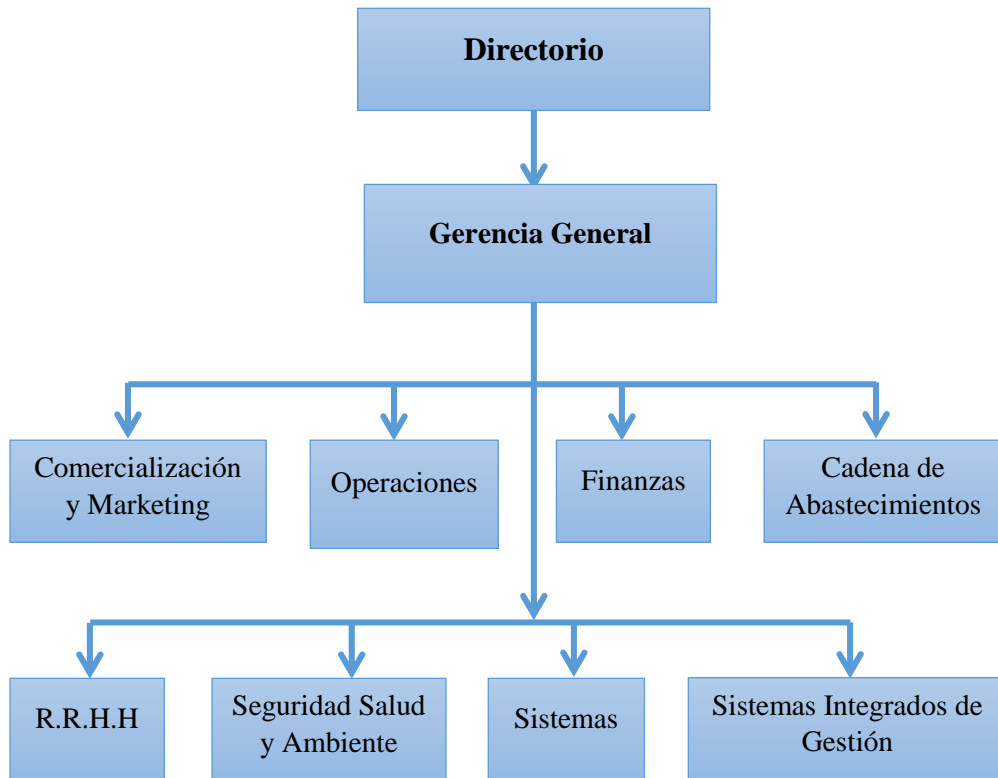 Directorio
Gerencia General
Comercialización
y Marketing
Operaciones
Finanzas
Cadena de
Abastecimientos
R.R.H.H
Seguridad Salud
y Ambiente
Sistemas
Sistemas Integrados de
Gestión